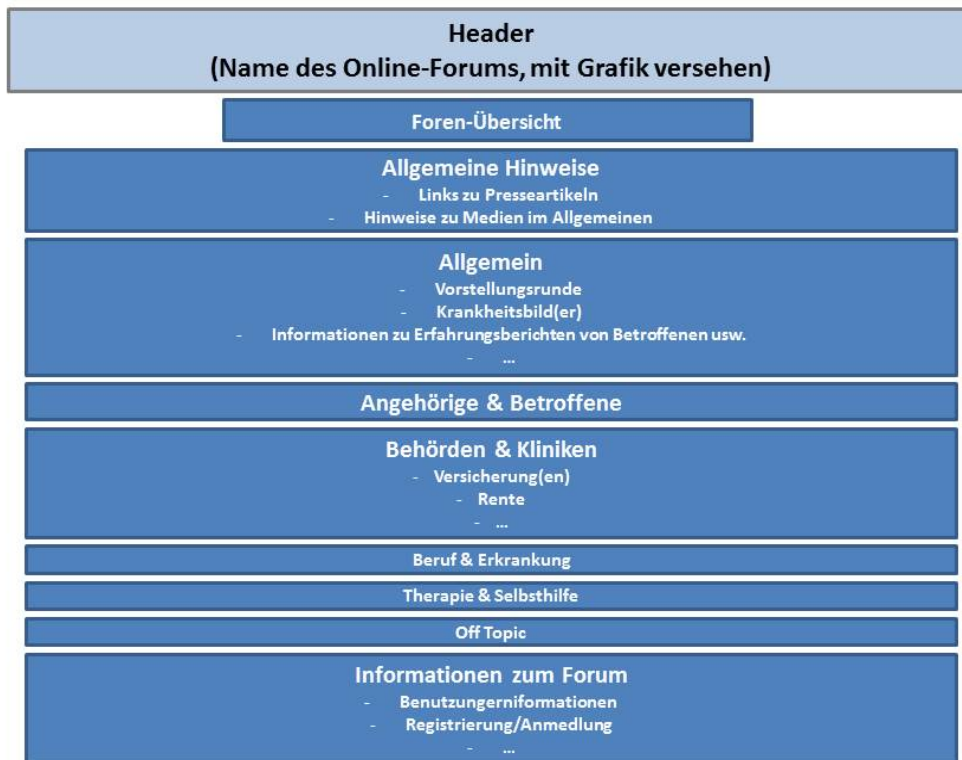 Header
(Name des Online-Forums, mit Grafik versehen)
Foren-Übersicht
Allgemeine Hinweise
- Links zu Presseartikeln
- Hinweise zu Medien im Allgemeinen
Allgemein
- Vorstellungsrunde
- Krankheitsbild(er)
- Informationen zu Erfahrungsberichten von Betroffenen usw.
- ...
Angehörige & Betroffene
Behörden & Kliniken
- Versicherung(en)
- Rente
- ...
Beruf & Erkrankung
Therapie & Selbsthilfe
Off Topic
Informationen zum Forum
- Benutzungerniformationen
- Registrierung/Anmedlung
- ...